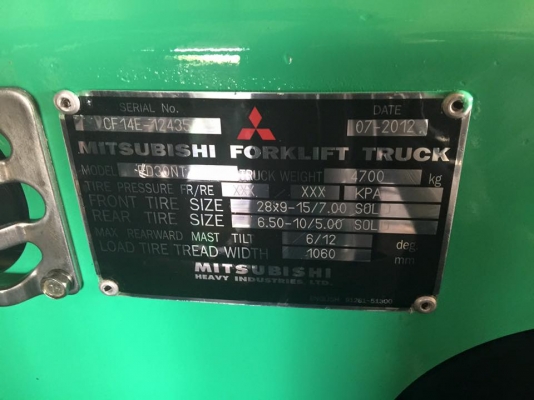 SERIAL No. DATE
CF14E-12435 07-2012
MITSUBISHI FORKLIFT TRUCK
MODEL TRUCK WEIGHT 4700 kg
TIRE PRESSURE FR/RE XXX XXX KPA
FRONT TIRE SIZE 28x9-15/7.00 SOLD
REAR TIRE SIZE 6.50-10/5.00 SOLD
MAX REARWARD MAST TILT 6/12 deg
LOAD TIRE TREAD WIDTH 1060 mm
MITSUBISHI
HEAVY INDUSTRIES, LTD.